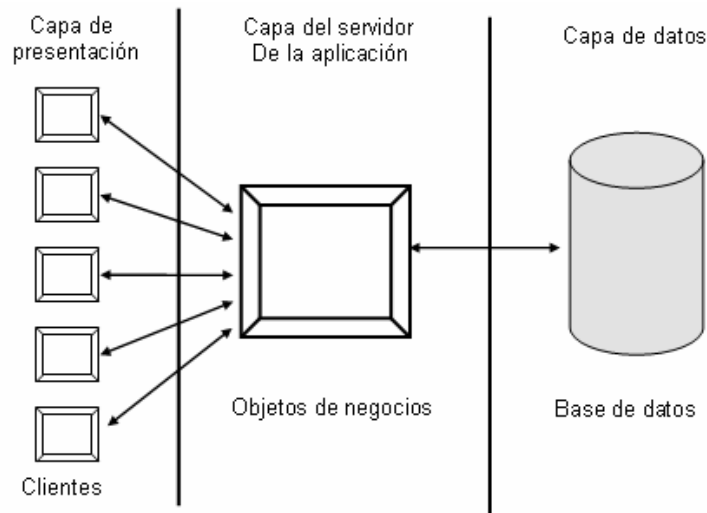 Capa de
presentación
Capa del servidor
De la aplicación
Capa de datos
Objetos de negocios
Base de datos
Clientes